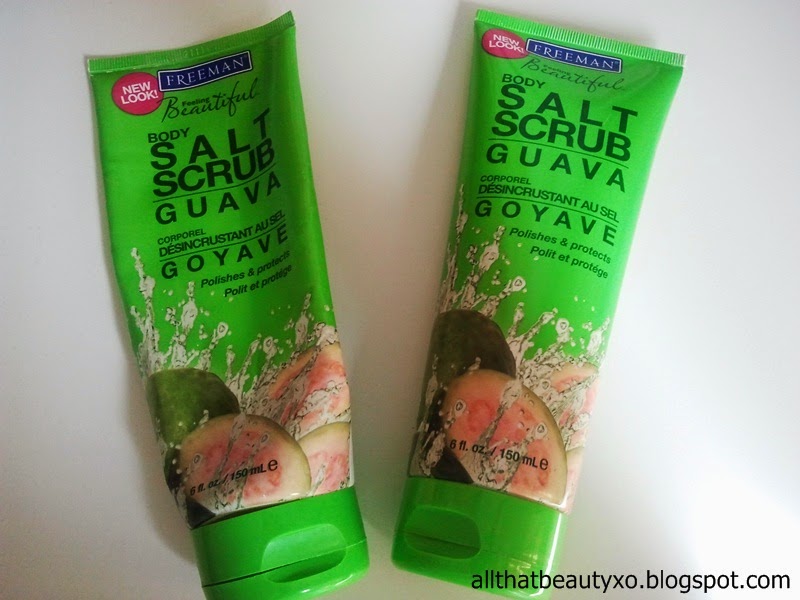 NEW
LOOK!
FREEMAN
Feeling
Beautiful
BODY
SALT
SCRUB
GUAVA
CORPOREL
DÉSINCRUSTANT AU SEL
GOYAVE
Polishes & protects
Polit et protége
6 fl. oz. / 150 mL e
NEW
LOOK!
FREEMAN
Beautiful
BODY
SALT
SCRUB
GUAVA
CORPOREL
DÉSINCRUSTANT AU SEL
GOYAVE
Polishes & protects
Polit et protége
6 fl. oz. / 150 mL e
allthatbeautyxo.blogspot.com